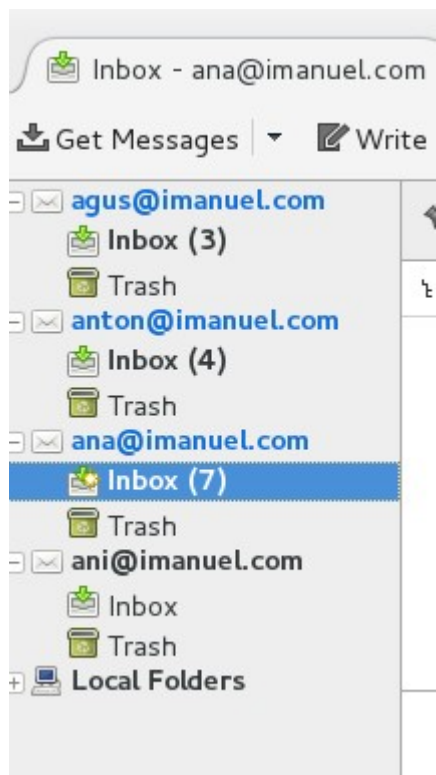 Inbox - ana@imanuel.com
Get Messages Write
agus@imanuel.com
Inbox (3)
Trash
anton@imanuel.com
Inbox (4)
Trash
ana@imanuel.com
Inbox (7)
Trash
ani@imanuel.com
Inbox
Trash
Local Folders